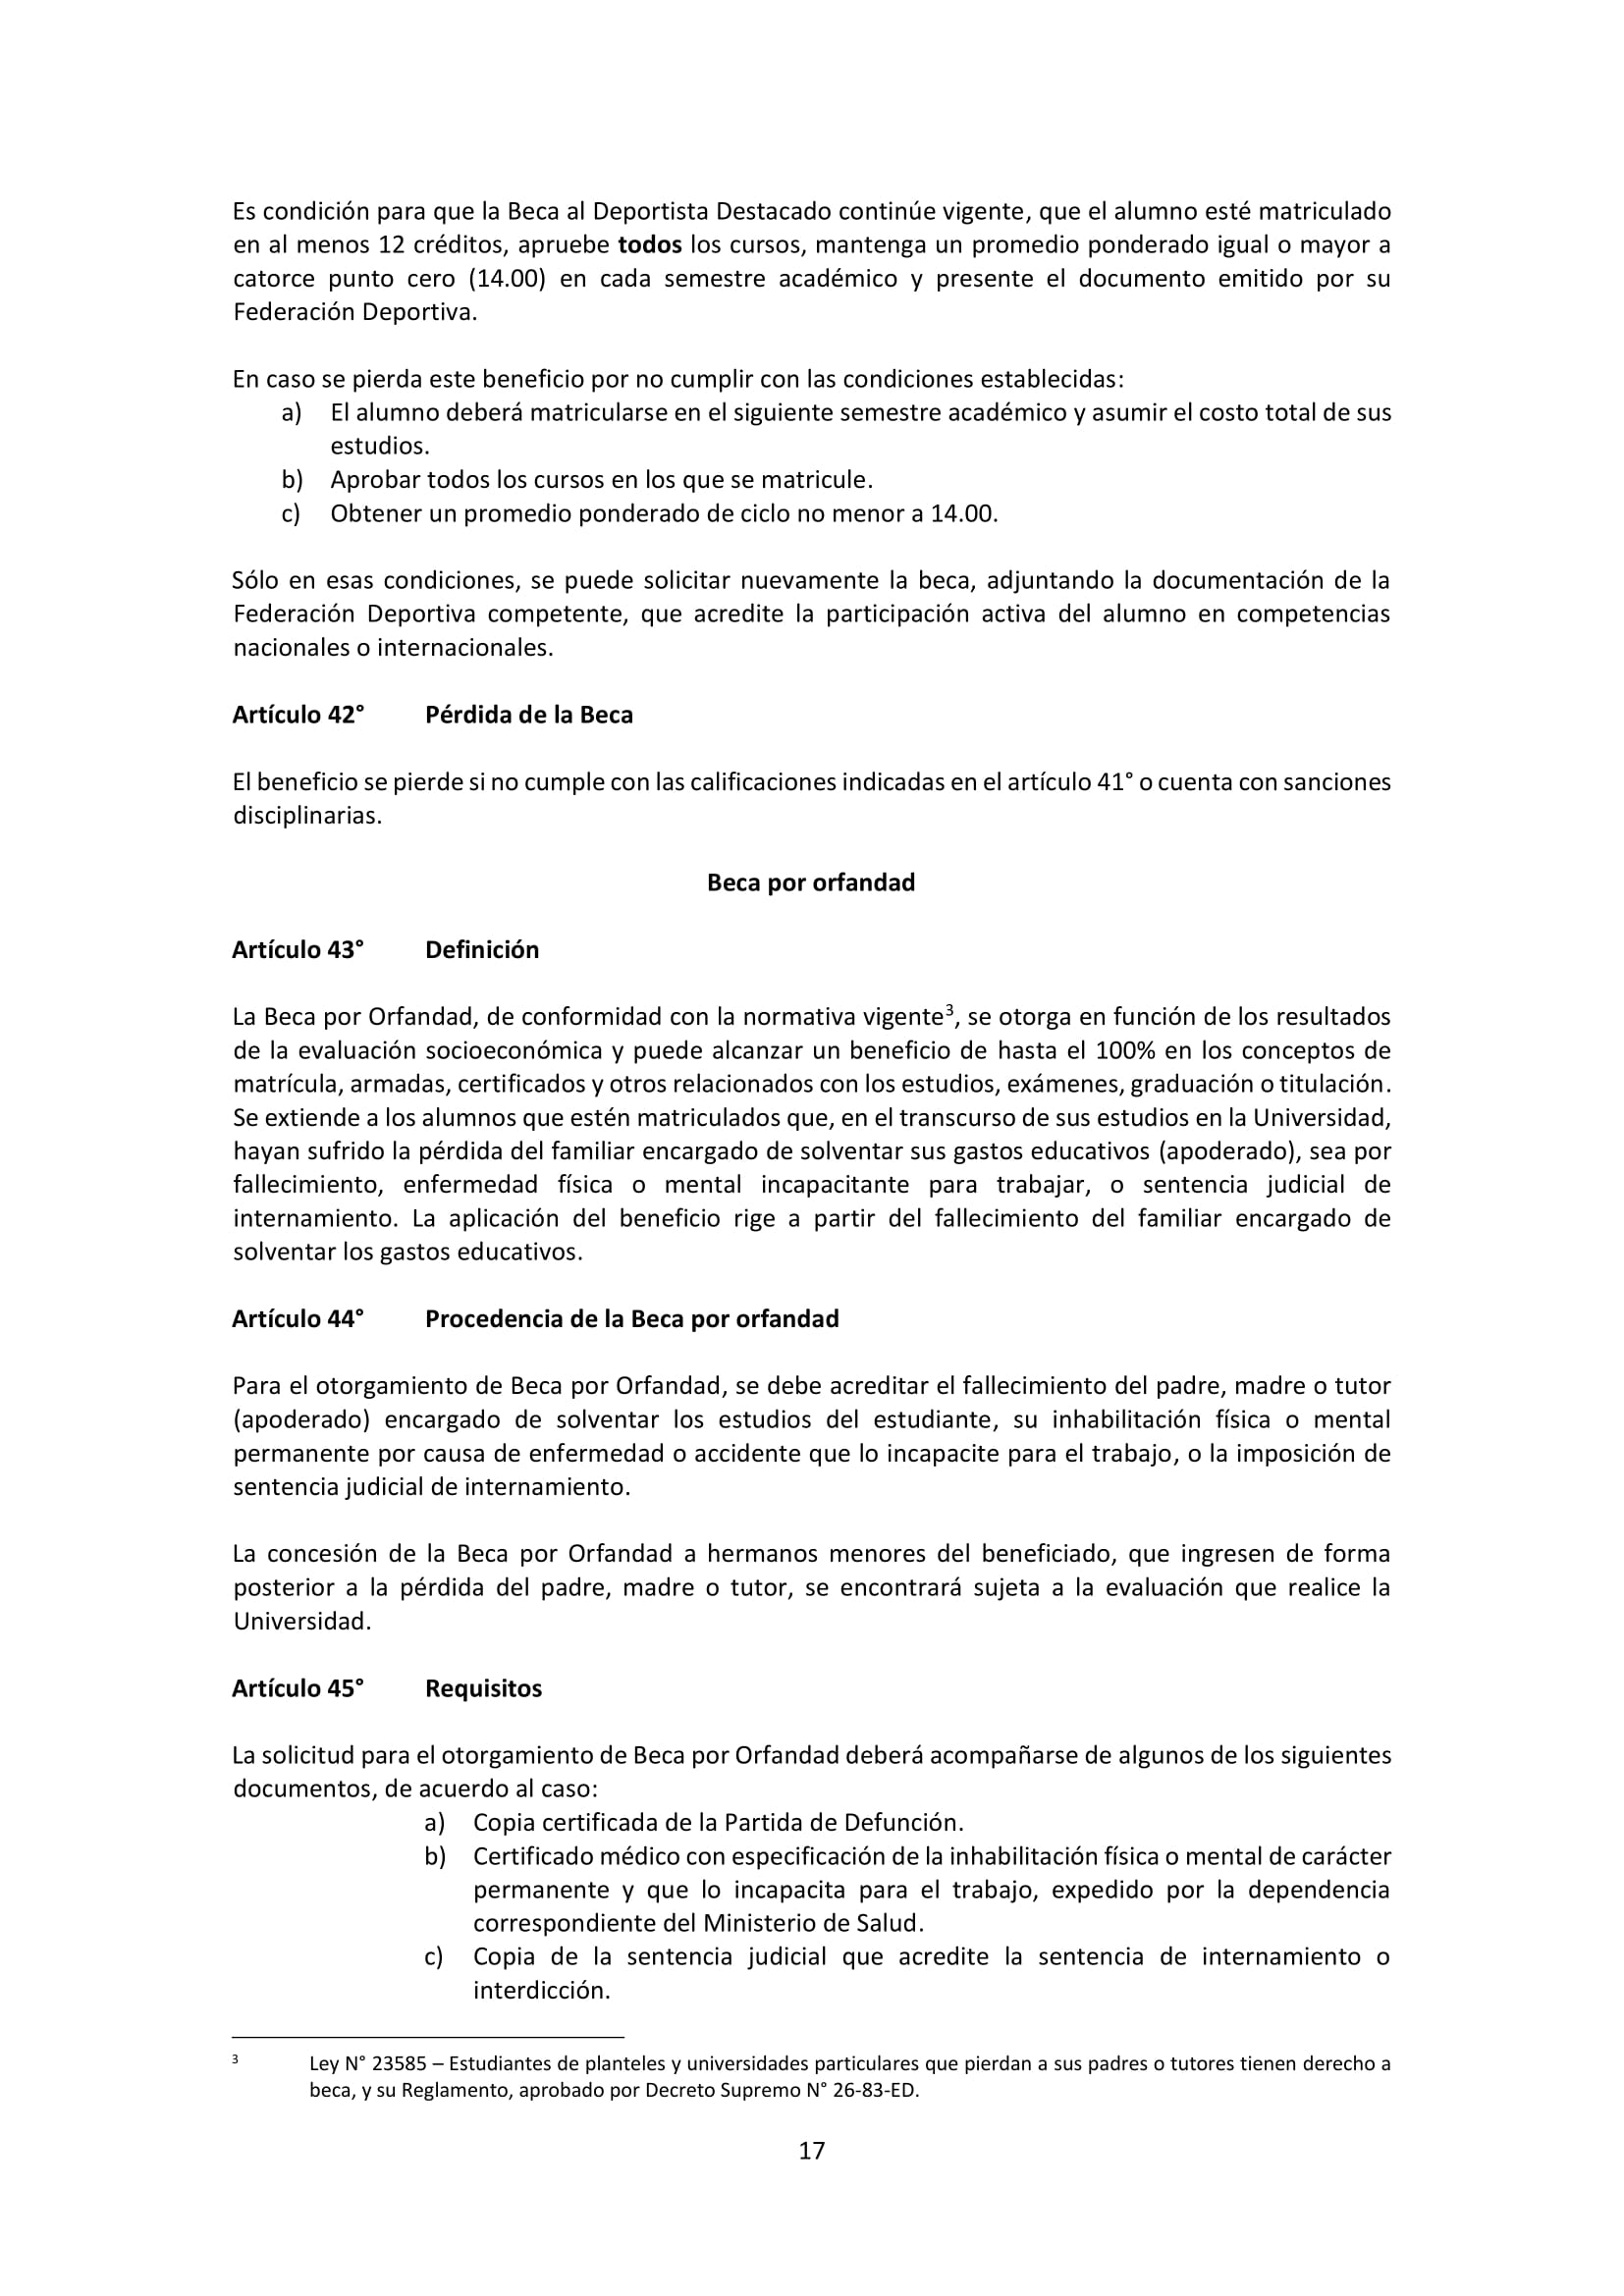 Es condición para que la Beca al Deportista Destacado continúe vigente, que el alumno esté matriculado
en al menos 12 créditos, apruebe todos los cursos, mantenga un promedio ponderado igual o mayor a
catorce punto cero (14.00) en cada semestre académico y presente el documento emitido por su
Federación Deportiva.
En caso se pierda este beneficio por no cumplir con las condiciones establecidas:
a) El alumno deberá matricularse en el siguiente semestre académico y asumir el costo total de sus
estudios.
b) Aprobar todos los cursos en los que se matricule.
c) Obtener un promedio ponderado de ciclo no menor a 14.00.
Sólo en esas condiciones, se puede solicitar nuevamente la beca, adjuntando la documentación de la
Federación Deportiva competente, que acredite la participación activa del alumno en competencias
nacionales o internacionales.
Artículo 42° Pérdida de la Beca
El beneficio se pierde si no cumple con las calificaciones indicadas en el artículo 41° o cuenta con sanciones
disciplinarias.
Beca por orfandad
Artículo 43° Definición
La Beca por Orfandad, de conformidad con la normativa vigente3, se otorga en función de los resultados
de la evaluación socioeconómica y puede alcanzar un beneficio de hasta el 100% en los conceptos de
matrícula, armadas, certificados y otros relacionados con los estudios, exámenes, graduación o titulación.
Se extiende a los alumnos que estén matriculados que, en el transcurso de sus estudios en la Universidad,
hayan sufrido la pérdida del familiar encargado de solventar sus gastos educativos (apoderado), sea por
fallecimiento, enfermedad física o mental incapacitante para trabajar, o sentencia judicial de
internamiento. La aplicación del beneficio rige a partir del fallecimiento del familiar encargado de
solventar los gastos educativos.
Artículo 44° Procedencia de la Beca por orfandad
Para el otorgamiento de Beca por Orfandad, se debe acreditar el fallecimiento del padre, madre o tutor
(apoderado) encargado de solventar los estudios del estudiante, su inhabilitación física o mental
permanente por causa de enfermedad o accidente que lo incapacite para el trabajo, o la imposición de
sentencia judicial de internamiento.
La concesión de la Beca por Orfandad a hermanos menores del beneficiado, que ingresen de forma
posterior a la pérdida del padre, madre o tutor, se encontrará sujeta a la evaluación que realice la
Universidad.
Artículo 45° Requisitos
La solicitud para el otorgamiento de Beca por Orfandad deberá acompañarse de algunos de los siguientes
documentos, de acuerdo al caso:
a) Copia certificada de la Partida de Defunción.
b) Certificado médico con especificación de la inhabilitación física o mental de carácter
permanente y que lo incapacita para el trabajo, expedido por la dependencia
correspondiente del Ministerio de Salud.
c) Copia de la sentencia judicial que acredite la sentencia de internamiento o
interdicción.
3 Ley N° 23585 – Estudiantes de planteles y universidades particulares que pierdan a sus padres o tutores tienen derecho a
beca, y su Reglamento, aprobado por Decreto Supremo N° 26-83-ED.
17